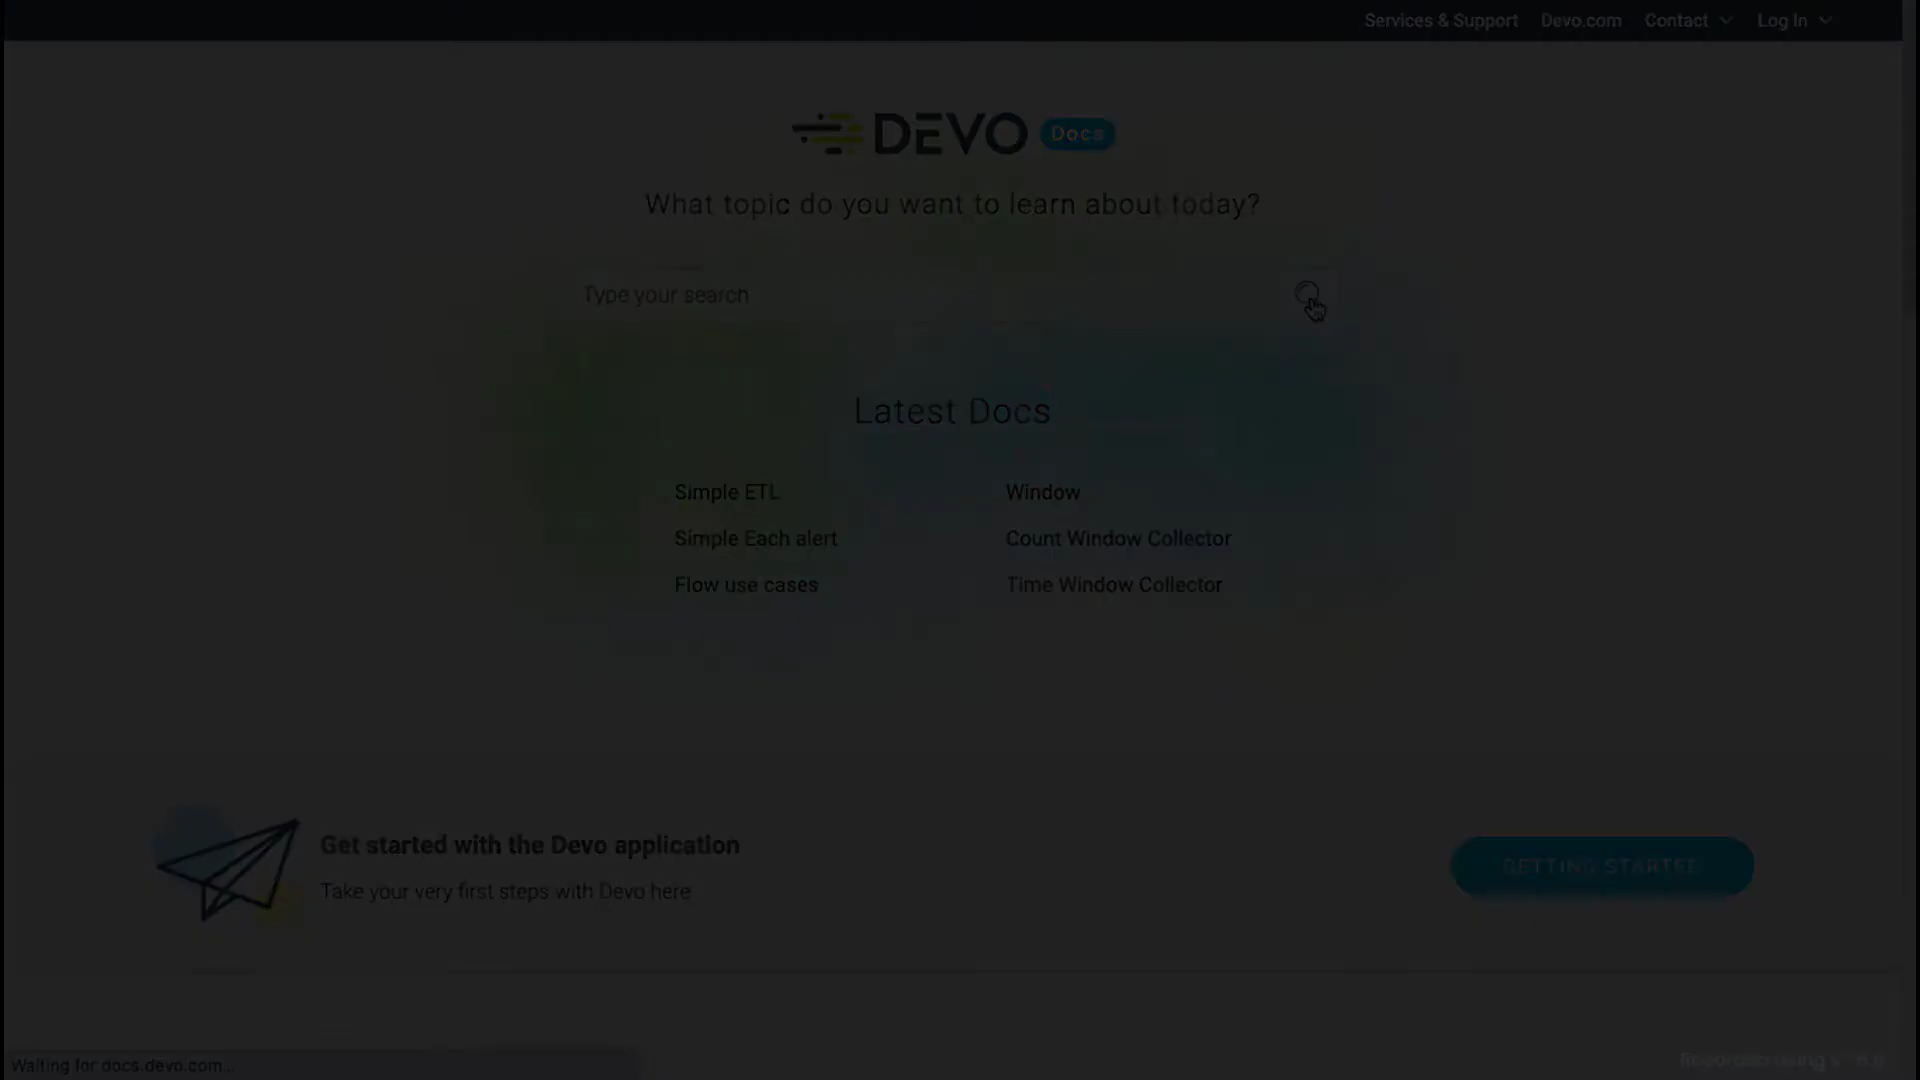 Services & Support Devo.com Contact Log In
DEVO Docs
What topic do you want to learn about today?
Type your search
Latest Docs
Simple ETL Window
Simple Each alert Count Window Collector
Flow use cases Time Window Collector
Get started with the Devo application
Take your very first steps with Devo here
GETTING STARTED
Waiting for docs.devo.com...